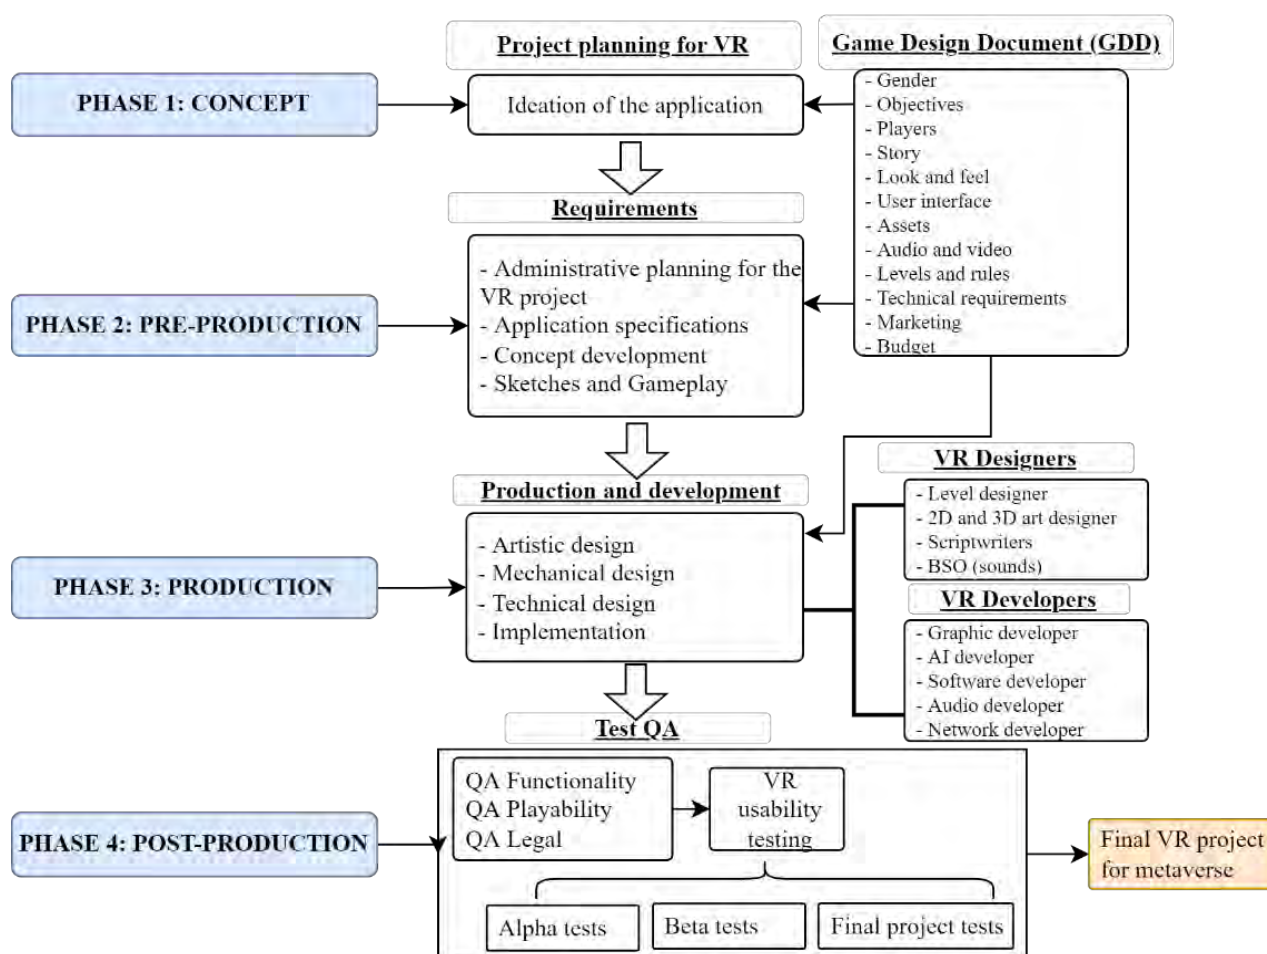 Project planning for VR
Game Design Document (GDD)
PHASE 1: CONCEPT
Ideation of the application
- Gender
- Objectives
- Players
- Story
- Look and feel
- User interface
- Assets
- Audio and video
- Levels and rules
- Technical requirements
- Marketing
- Budget
Requirements
PHASE 2: PRE-PRODUCTION
- Administrative planning for the
VR project
- Application specifications
- Concept development
- Sketches and Gameplay
Production and development
PHASE 3: PRODUCTION
- Artistic design
- Mechanical design
- Technical design
- Implementation
VR Designers
- Level designer
- 2D and 3D art designer
- Scriptwriters
- BSO (sounds)
VR Developers
- Graphic developer
- AI developer
- Software developer
- Audio developer
- Network developer
Test QA
PHASE 4: POST-PRODUCTION
QA Functionality
QA Playability
QA Legal
VR
usability
testing
Alpha tests
Beta tests
Final project tests
Final VR project
for metaverse